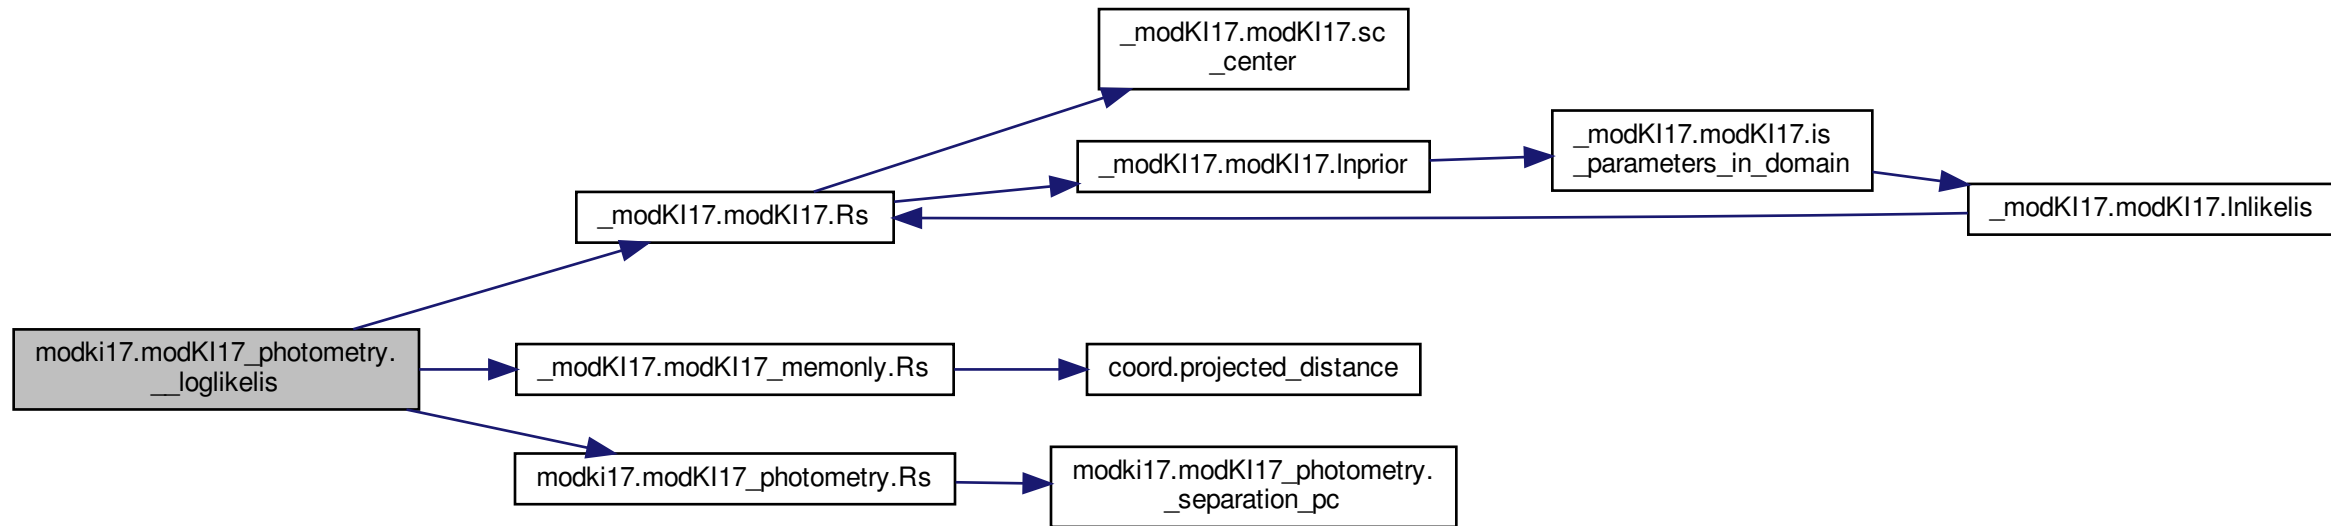 _modKI17.modKI17.sc
_center
_modKI17.modKI17.lnprior
_modKI17.modKI17.is
_parameters_in_domain
_modKI17.modKI17.lnlikelis
_modKI17.modKI17.Rs
modki17.modKI17_photometry.
__loglikelis
_modKI17.modKI17_memonly.Rs
coord.projected_distance
modki17.modKI17_photometry.Rs
modki17.modKI17_photometry.
_separation_pc